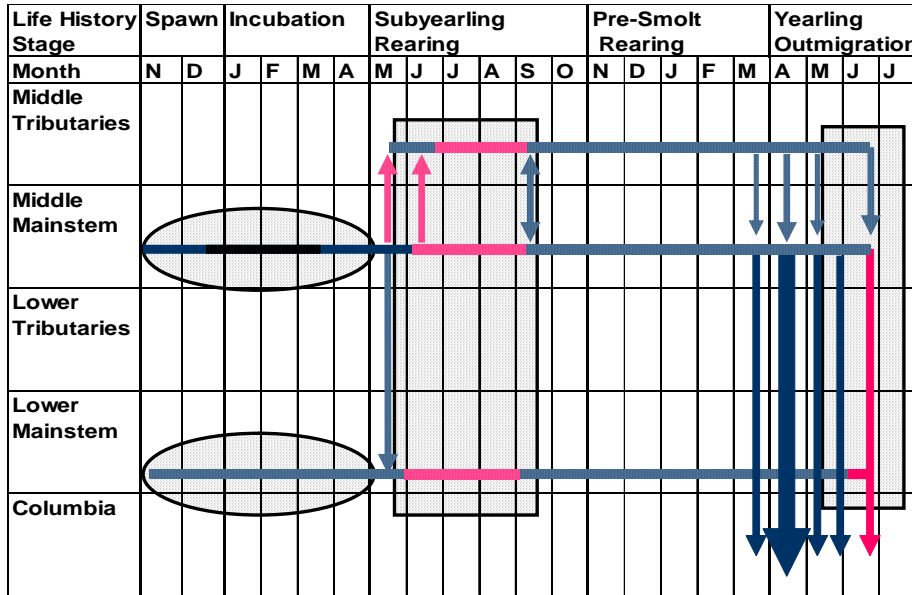 Life History Spawn Incubation Subyearling Pre-Smolt Yearling
Stage Rearing Rearing Outmigration
Month N D J F M A M J J A S O N D J F M A M J J
Middle
Tributaries
Middle
Mainstem
Lower
Tributaries
Lower
Mainstem
Columbia